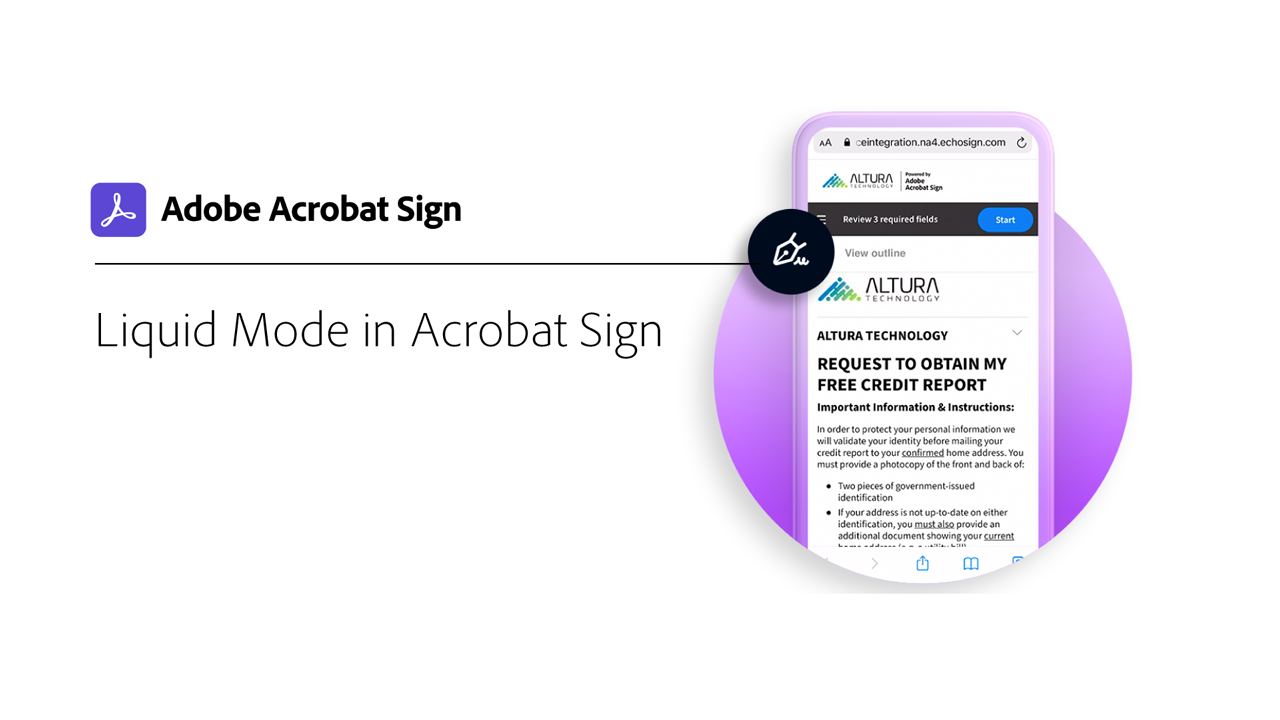 Adobe Acrobat Sign
Liquid Mode in Acrobat Sign
AA
ceintegration.na4.echosign.com
ALTURA
TECHNOLOGY
Powered by
Adobe
Acrobat Sign
Review 3 required fields
Start
View outline
ALTURA
TECHNOLOGY
ALTURA TECHNOLOGY
REQUEST TO OBTAIN MY
FREE CREDIT REPORT
Important Information & Instructions:
In order to protect your personal information we
will validate your identity before mailing your
credit report to your confirmed home address. You
must provide a photocopy of the front and back of:
● Two pieces of government-issued
identification
● If your address is not up-to-date on either
identification, you must also provide an
additional document showing your current
home address (e.g. a utility bill)